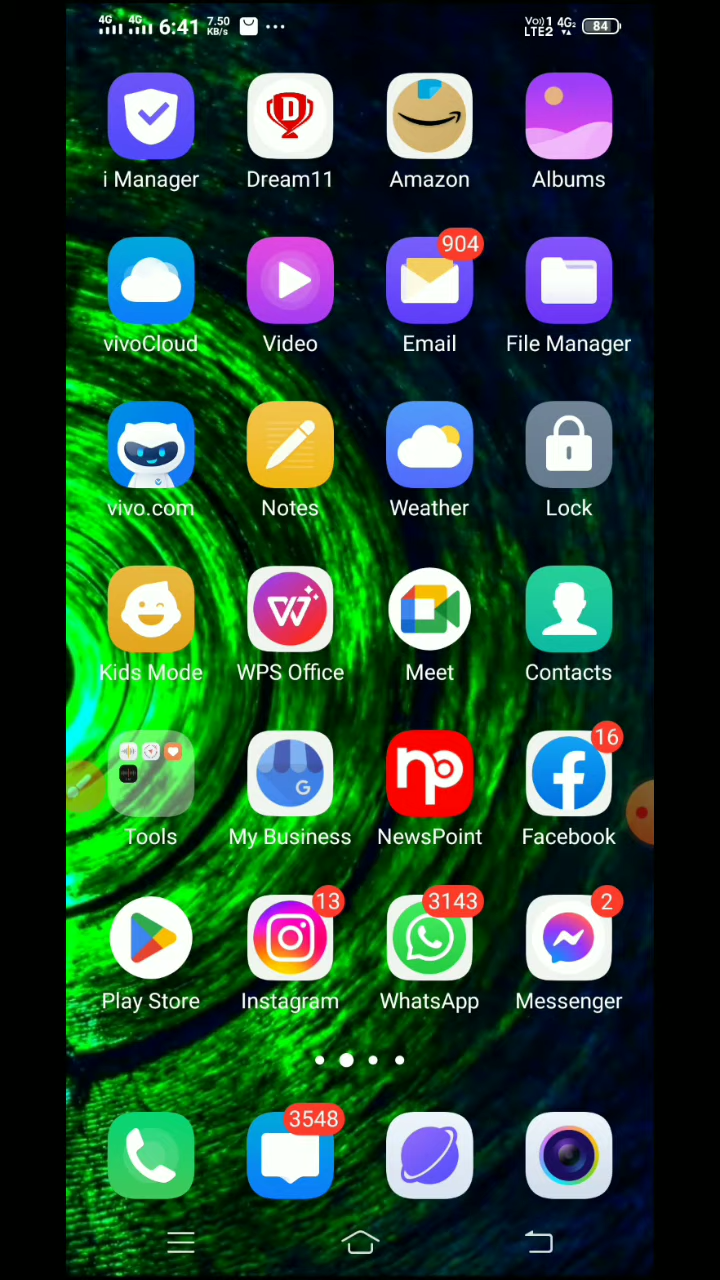 4G 4G 6:41 7.50 KB/s ... Vo)) 1 LTE2 4G2 84
i Manager Dream11 Amazon Albums
904
vivoCloud Video Email File Manager
vivo.com Notes Weather Lock
W
Kids Mode WPS Office Meet Contacts
16
G np f
Tools My Business NewsPoint Facebook
13 3143 2
Play Store Instagram WhatsApp Messenger
3548